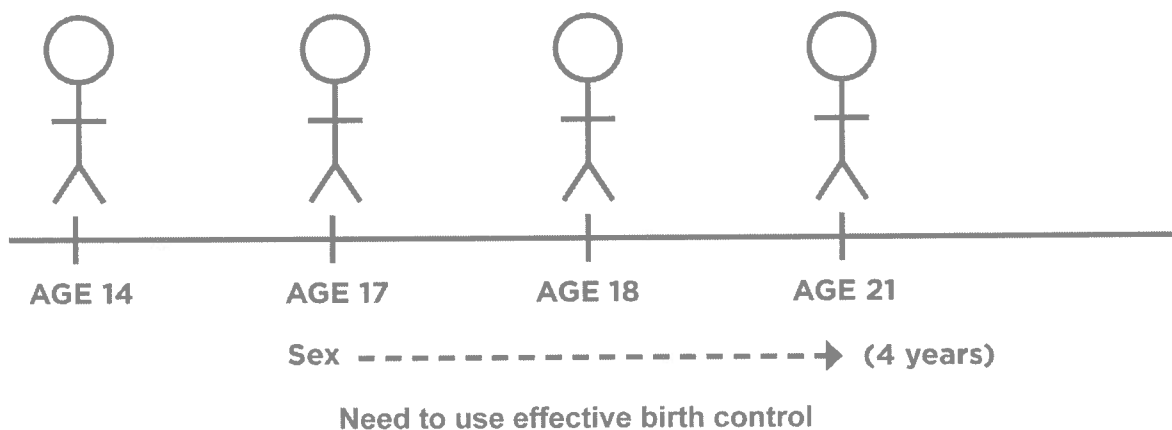 AGE 14 AGE 17 AGE 18 AGE 21
Sex (4 years)
Need to use effective birth control